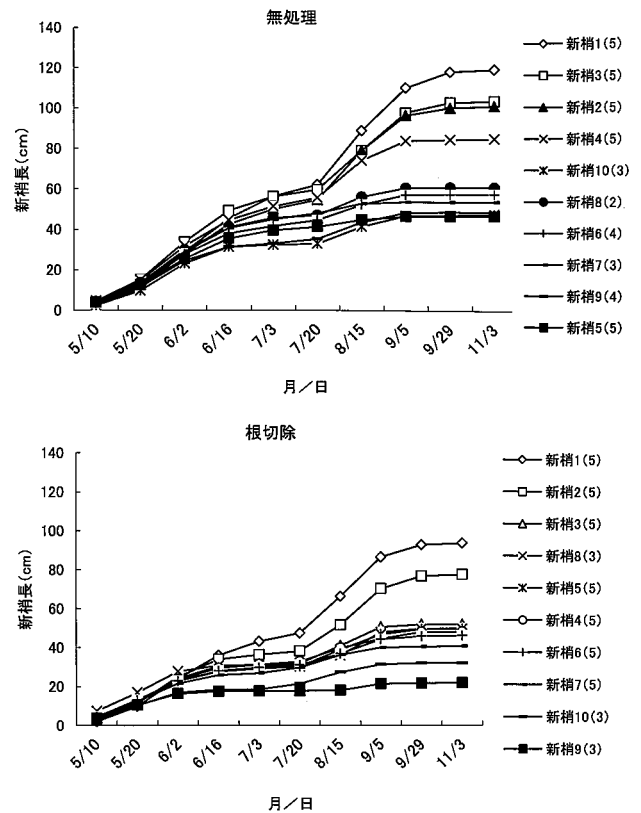 無処理
140
120
100
80
60
40
20
0
新梢長(cm)
5/10 5/20 6/2 6/16 7/3 7/20 8/15 9/5 9/29 11/3
月/日
新梢1(5)
新梢3(5)
新梢2(5)
新梢4(5)
新梢10(3)
新梢8(2)
新梢6(4)
新梢7(3)
新梢9(4)
新梢5(5)
根切除
140
120
100
80
60
40
20
0
新梢長(cm)
5/10 5/20 6/2 6/16 7/3 7/20 8/15 9/5 9/29 11/3
月/日
新梢1(5)
新梢2(5)
新梢3(5)
新梢8(3)
新梢5(5)
新梢4(5)
新梢6(5)
新梢7(5)
新梢10(3)
新梢9(3)